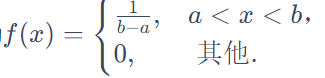 f(x) = { 1/(b−a), a < x < b,
0, 其他.